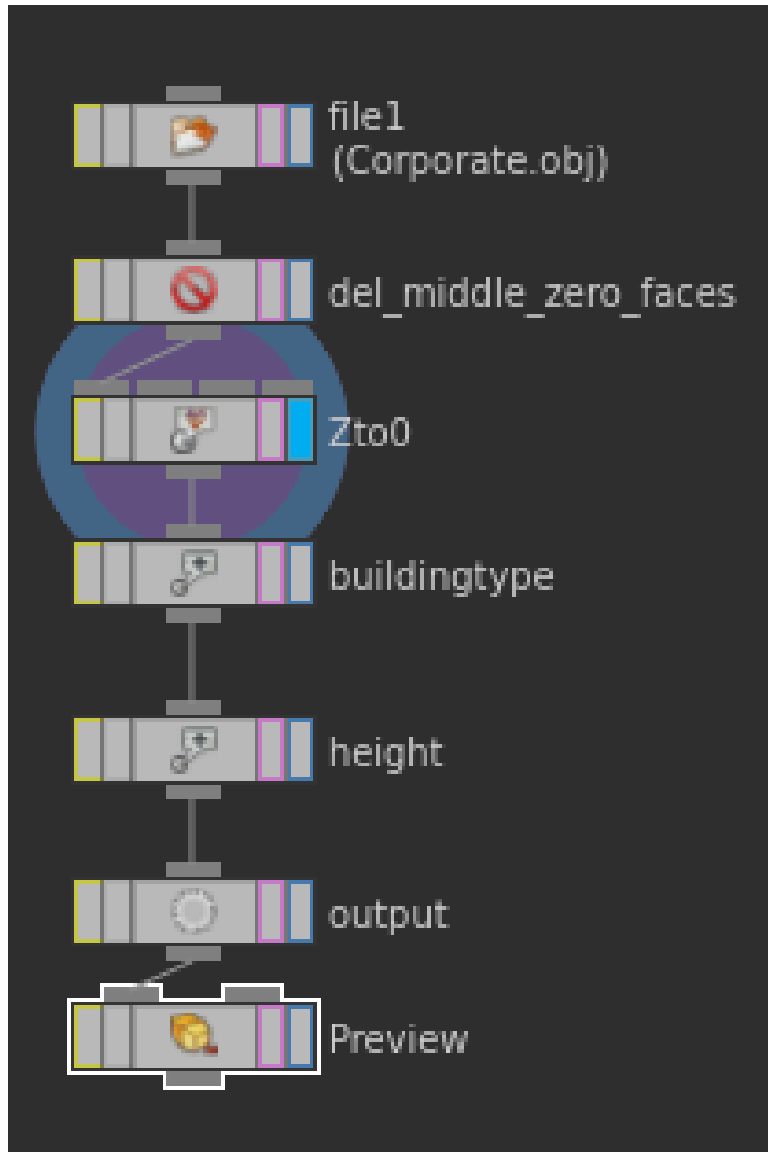 file1
(Corporate.obj)
del_middle_zero_faces
Zto0
buildingtype
height
output
Preview